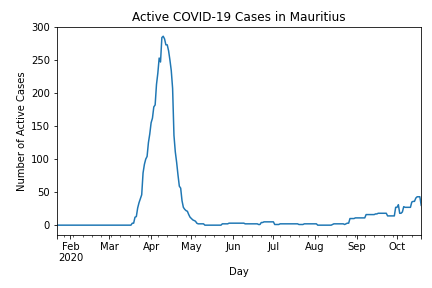 Active COVID-19 Cases in Mauritius
Number of Active Cases
300
250
200
150
100
50
0
Feb Mar Apr May Jun Jul Aug Sep Oct
2020
Day